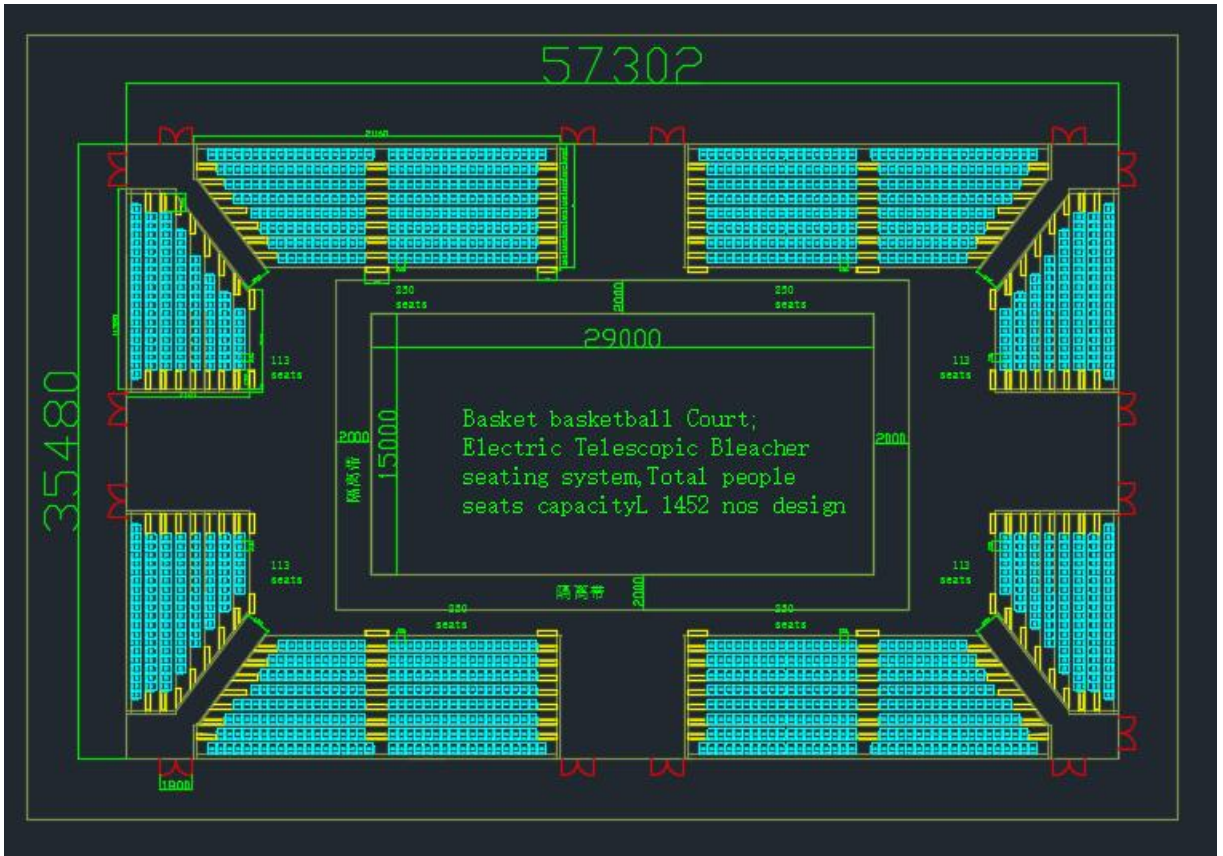 57302
250
seats
250
seats
2000
29000
113
seats
113
seats
35480
15000
2000
2000
隔离带
Basket basketball Court;
Electric Telescopic Bleacher
seating system,Total people
seats capacityL 1452 nos design
113
seats
113
seats
隔离带
2000
250
seats
250
seats
1800